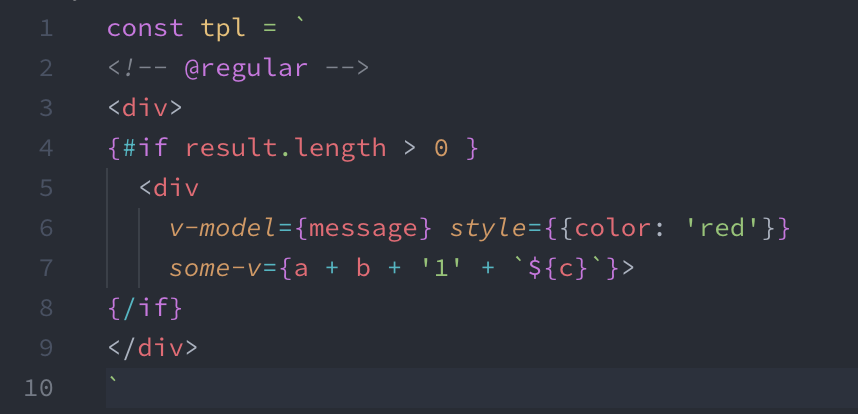 1 const tpl = `
2 <!-- @regular -->
3 <div>
4 {#if result.length > 0 }
5   <div
6     v-model={message} style={{color: 'red'}}
7     some-v={a + b + '1' + `${c}`}>
8 {/if}
9 </div>
10 `